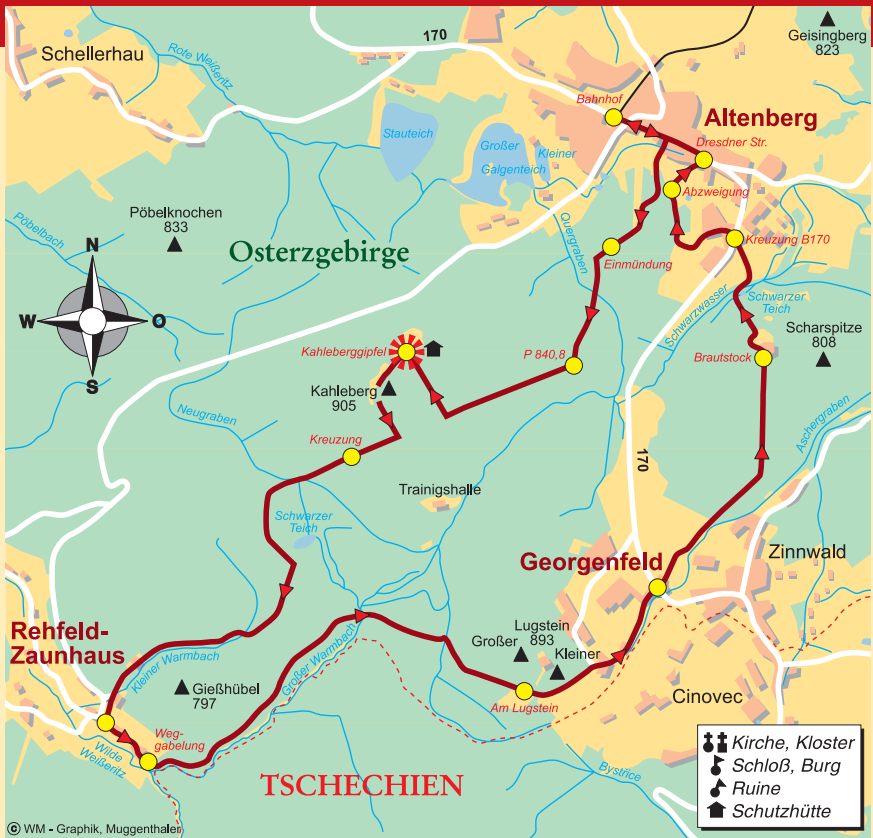 170
Geisingberg
823
Schellerhau
Rote Weißeritz
Bahnhof
Altenberg
Stauteich
Großer
Kleiner
Galgenteich
Dresdner Str.
Abzweigung
Pöbelbach
Pöbelknochen
833
Quergraben
Kreuzung B170
N
Osterzgebirge
Einmündung
W
O
S
Schwarzwasser
Schwarzer
Teich
Scharspitze
808
Kahleberggipfel
P 840,8
Brautstock
Kahleberg
905
Neugraben
Aschergraben
Kreuzung
170
Trainigshalle
Schwarzer
Teich
Zinnwald
Georgenfeld
Rehfeld-
Zaunhaus
Lugstein
893
Großer
Kleiner
Kleiner Warmbach
Großer Warmbach
Gießhübel
797
Am Lugstein
Cinovec
Weg-
gabelung
Wilde
Weißeritz
TSCHECHIEN
Bystrice
Kirche, Kloster
Schloß, Burg
Ruine
Schutzhütte
© WM - Graphik, Muggenthaler